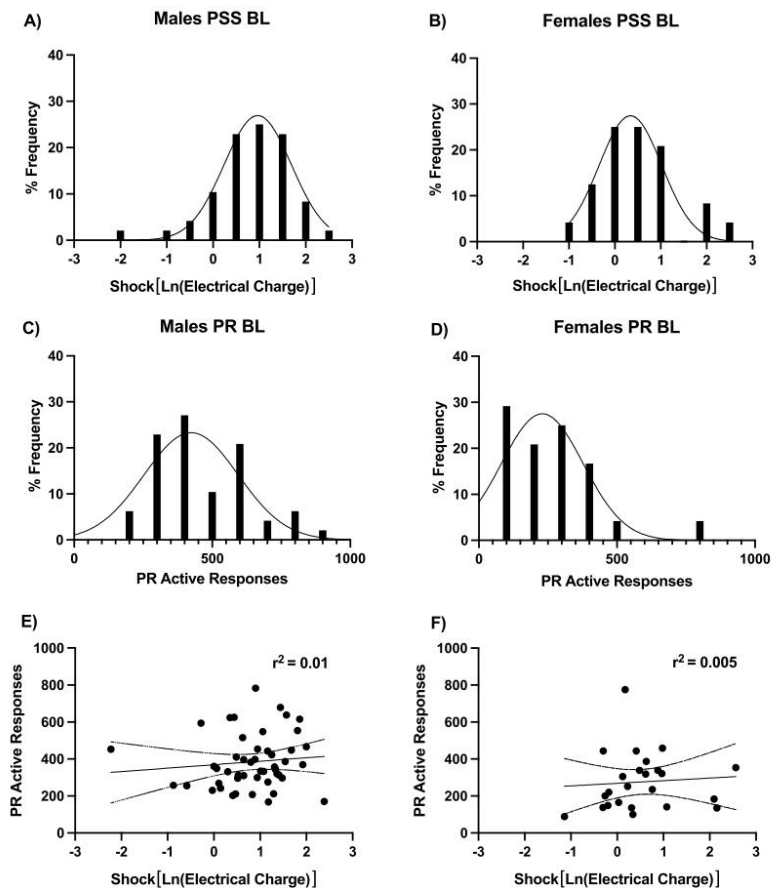 A)
Males PSS BL
% Frequency
40
30
20
10
0
-3 -2 -1 0 1 2 3
Shock[Ln(Electrical Charge)]
B)
Females PSS BL
% Frequency
40
30
20
10
0
-3 -2 -1 0 1 2 3
Shock[Ln(Electrical Charge)]
C)
Males PR BL
% Frequency
40
30
20
10
0
0 500 1000
PR Active Responses
D)
Females PR BL
% Frequency
40
30
20
10
0
0 500 1000
PR Active Responses
E)
r² = 0.01
PR Active Responses
1000
800
600
400
200
0
-3 -2 -1 0 1 2 3
Shock[Ln(Electrical Charge)]
F)
r² = 0.005
PR Active Responses
1000
800
600
400
200
0
-3 -2 -1 0 1 2 3
Shock[Ln(Electrical Charge)]